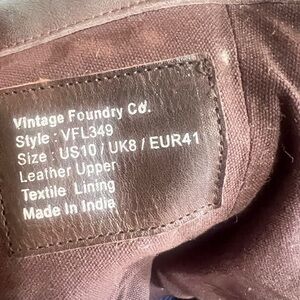 Vintage Foundry Co.
Style : VFL349
Size : US10 / UK8 / EUR41
Leather Upper
Textile Lining
Made In India